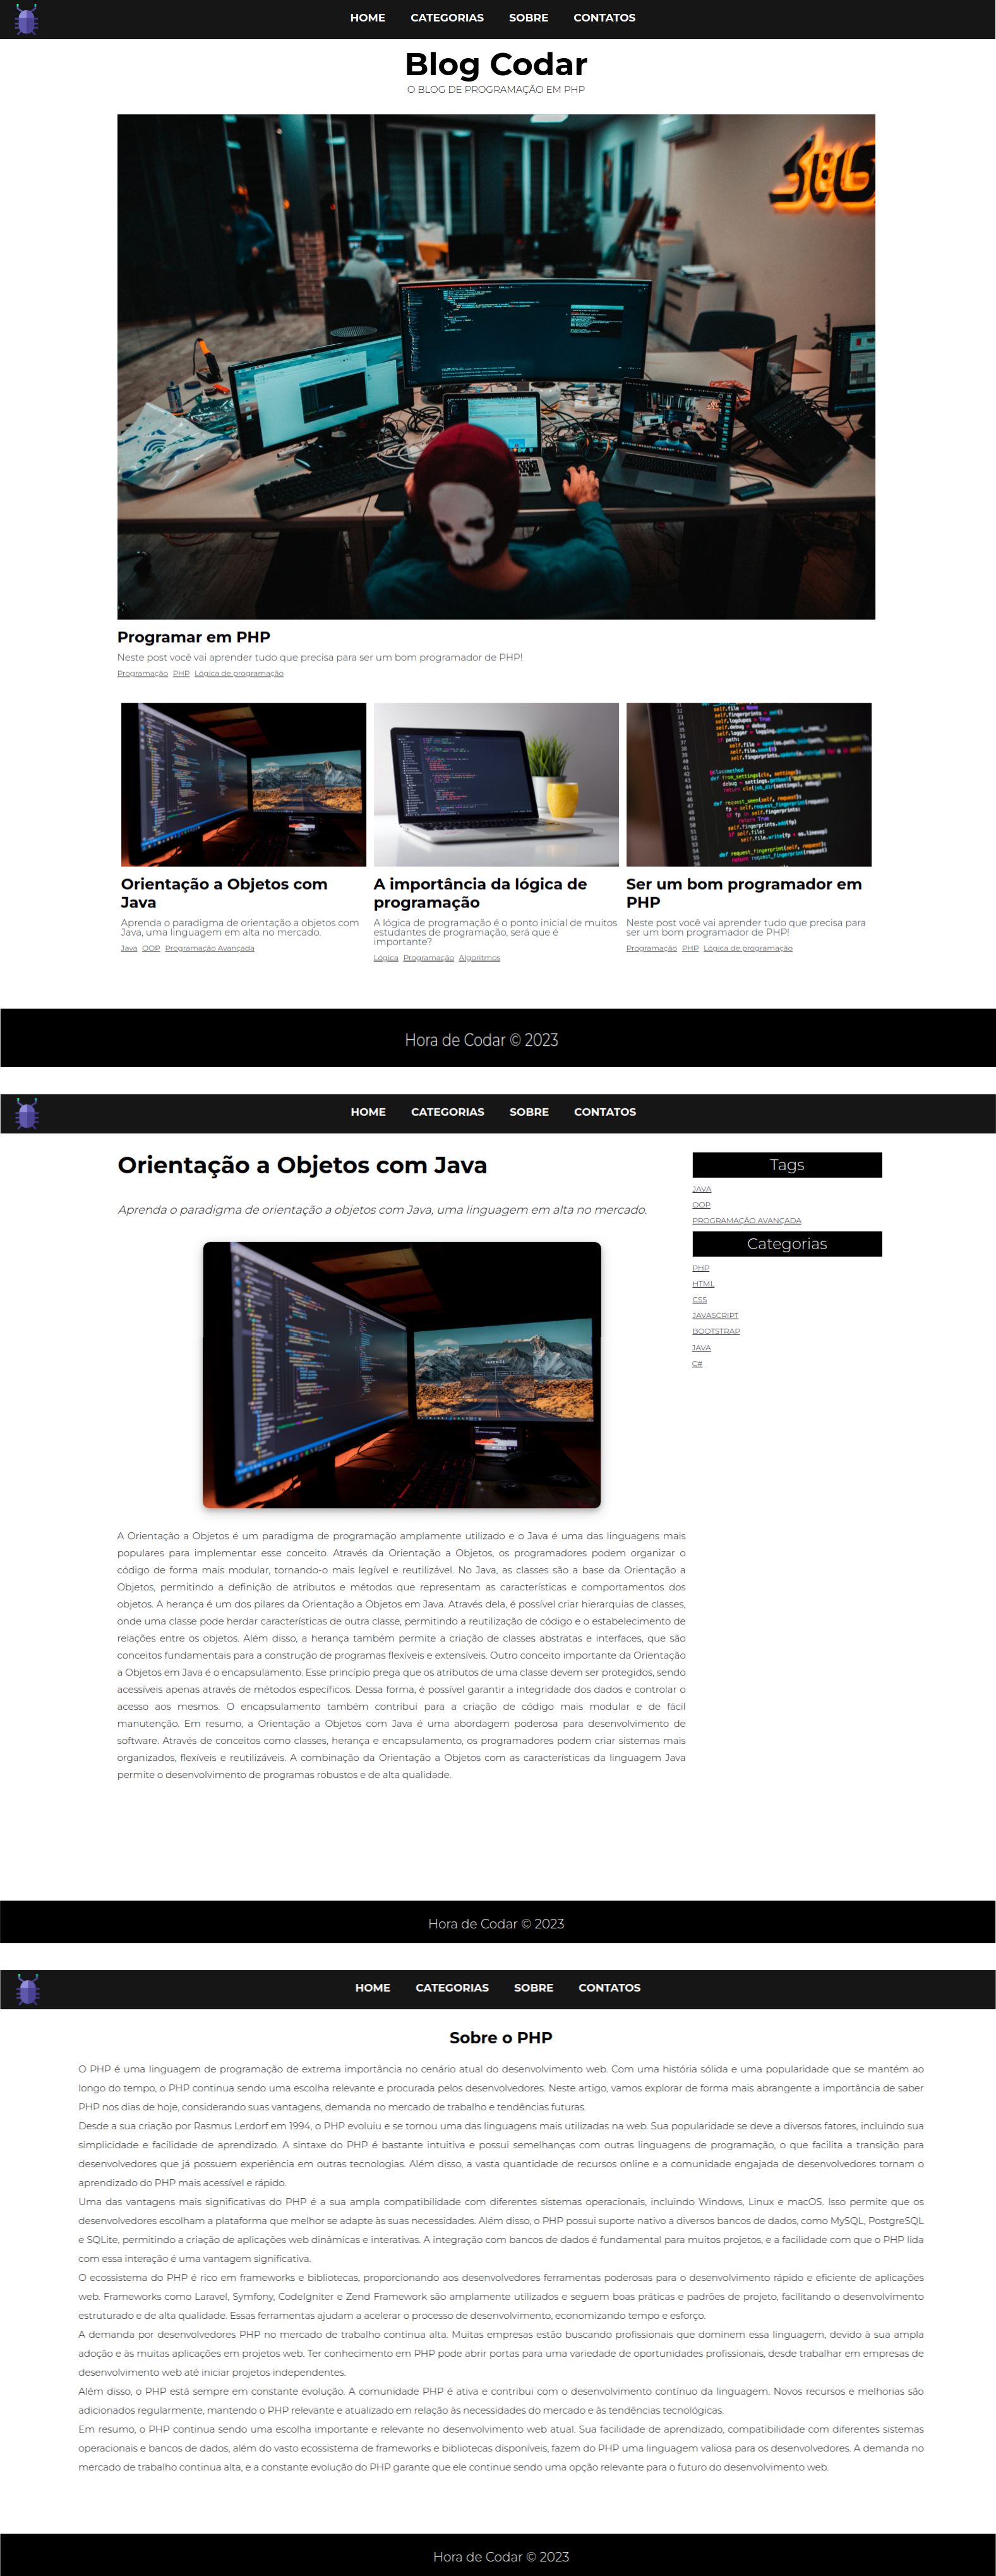 HOME CATEGORIAS SOBRE CONTATOS
Blog Codar
O BLOG DE PROGRAMAÇÃO EM PHP
Programar em PHP
Neste post você vai aprender tudo que precisa para ser um bom programador de PHP!
Programação PHP Lógica de programação
Orientação a Objetos com
Java
Aprenda o paradigma de orientação a objetos com
Java, uma linguagem em alta no mercado.
Java OOP Programação Avançada
A importância da lógica de
programação
A lógica de programação é o ponto inicial de muitos
estudantes de programação, será que é
importante?
Lógica Programação Algoritmos
Ser um bom programador em
PHP
Neste post você vai aprender tudo que precisa para
ser um bom programador de PHP!
Programação PHP Lógica de programação
Hora de Codar © 2023
HOME CATEGORIAS SOBRE CONTATOS
Orientação a Objetos com Java
Aprenda o paradigma de orientação a objetos com Java, uma linguagem em alta no mercado.
A Orientação a Objetos é um paradigma de programação amplamente utilizado e o Java é uma das linguagens mais
populares para implementar esse conceito. Através da Orientação a Objetos, os programadores podem organizar o
código de forma mais modular, tornando-o mais legível e reutilizável. No Java, as classes são a base da Orientação a
Objetos, permitindo a definição de atributos e métodos que representam as características e comportamentos dos
objetos. A herança é um dos pilares da Orientação a Objetos em Java. Através dela, é possível criar hierarquias de classes,
onde uma classe pode herdar características de outra classe, permitindo a reutilização de código e o estabelecimento de
relações entre os objetos. Além disso, a herança também permite a criação de classes abstratas e interfaces, que são
conceitos fundamentais para a construção de programas flexíveis e extensíveis. Outro conceito importante da Orientação
a Objetos em Java é o encapsulamento. Esse princípio prega que os atributos de uma classe devem ser protegidos, sendo
acessíveis apenas através de métodos específicos. Dessa forma, é possível garantir a integridade dos dados e controlar o
acesso aos mesmos. O encapsulamento também contribui para a criação de código mais modular e de fácil
manutenção. Em resumo, a Orientação a Objetos com Java é uma abordagem poderosa para desenvolvimento de
software. Através de conceitos como classes, herança e encapsulamento, os programadores podem criar sistemas mais
organizados, flexíveis e reutilizáveis. A combinação da Orientação a Objetos com as características da linguagem Java
permite o desenvolvimento de programas robustos e de alta qualidade.
Tags
JAVA
OOP
PROGRAMAÇÃO AVANÇADA
Categorias
PHP
HTML
CSS
JAVASCRIPT
BOOTSTRAP
JAVA
C#
Hora de Codar © 2023
HOME CATEGORIAS SOBRE CONTATOS
Sobre o PHP
O PHP é uma linguagem de programação de extrema importância no cenário atual do desenvolvimento web. Com uma história sólida e uma popularidade que se mantém ao
longo do tempo, o PHP continua sendo uma escolha relevante e procurada pelos desenvolvedores. Neste artigo, vamos explorar de forma mais abrangente a importância de saber
PHP nos dias de hoje, considerando suas vantagens, demanda no mercado de trabalho e tendências futuras.
Desde a sua criação por Rasmus Lerdorf em 1994, o PHP evoluiu e se tornou uma das linguagens mais utilizadas na web. Sua popularidade se deve a diversos fatores, incluindo sua
simplicidade e facilidade de aprendizado. A sintaxe do PHP é bastante intuitiva e possui semelhanças com outras linguagens de programação, o que facilita a transição para
desenvolvedores que já possuem experiência em outras tecnologias. Além disso, a vasta quantidade de recursos online e a comunidade engajada de desenvolvedores tornam o
aprendizado do PHP mais acessível e rápido.
Uma das vantagens mais significativas do PHP é a sua ampla compatibilidade com diferentes sistemas operacionais, incluindo Windows, Linux e macOS. Isso permite que os
desenvolvedores escolham a plataforma que melhor se adapte às suas necessidades. Além disso, o PHP possui suporte nativo a diversos bancos de dados, como MySQL, PostgreSQL
e SQLite, permitindo a criação de aplicações web dinâmicas e interativas. A integração com bancos de dados é fundamental para muitos projetos, e a facilidade com que o PHP lida
com essa interação é uma vantagem significativa.
O ecossistema do PHP é rico em frameworks e bibliotecas, proporcionando aos desenvolvedores ferramentas poderosas para o desenvolvimento rápido e eficiente de aplicações
web. Frameworks como Laravel, Symfony, CodeIgniter e Zend Framework são amplamente utilizados e seguem boas práticas e padrões de projeto, facilitando o desenvolvimento
estruturado e de alta qualidade. Essas ferramentas ajudam a acelerar o processo de desenvolvimento, economizando tempo e esforço.
A demanda por desenvolvedores PHP no mercado de trabalho continua alta. Muitas empresas estão buscando profissionais que dominem essa linguagem, devido à sua ampla
adoção e às muitas aplicações em projetos web. Ter conhecimento em PHP pode abrir portas para uma variedade de oportunidades profissionais, desde trabalhar em empresas de
desenvolvimento web até iniciar projetos independentes.
Além disso, o PHP está sempre em constante evolução. A comunidade PHP é ativa e contribui com o desenvolvimento contínuo da linguagem. Novos recursos e melhorias são
adicionados regularmente, mantendo o PHP relevante e atualizado em relação às necessidades do mercado e às tendências tecnológicas.
Em resumo, o PHP continua sendo uma escolha importante e relevante no desenvolvimento web atual. Sua facilidade de aprendizado, compatibilidade com diferentes sistemas
operacionais e bancos de dados, além do vasto ecossistema de frameworks e bibliotecas disponíveis, fazem do PHP uma linguagem valiosa para os desenvolvedores. A demanda no
mercado de trabalho continua alta, e a constante evolução do PHP garante que ele continue sendo uma opção relevante para o futuro do desenvolvimento web.
Hora de Codar © 2023